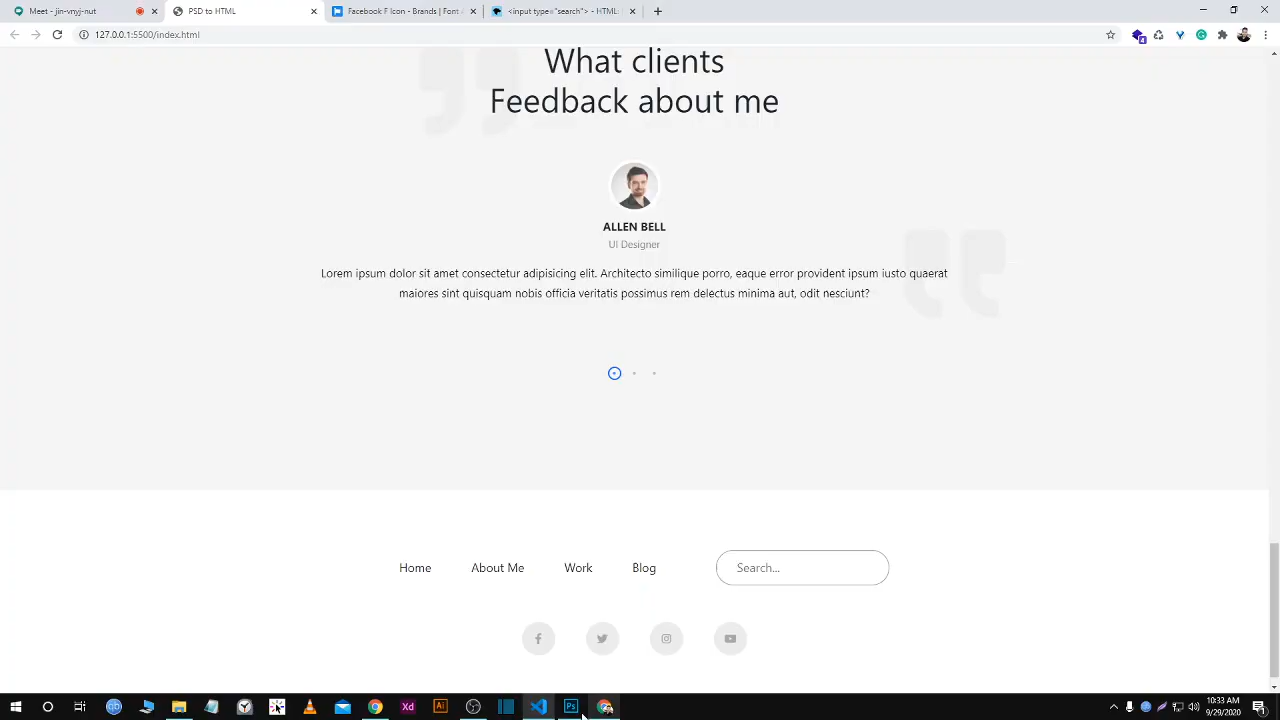 Meet - jin-vnyj-nut
PSD to HTML
Facebook F Icon - Brands | Font A
<input type="search"> - HTML:
127.0.0.1:5500/index.html
What clients
Feedback about me
ALLEN BELL
UI Designer
Lorem ipsum dolor sit amet consectetur adipisicing elit. Architecto similique porro, eaque error provident ipsum iusto quaerat
maiores sint quisquam nobis officia veritatis possimus rem delectus minima aut, odit nesciunt?
Home About Me Work Blog Search...
Xd Ai Ps
10:33 AM
9/29/2020